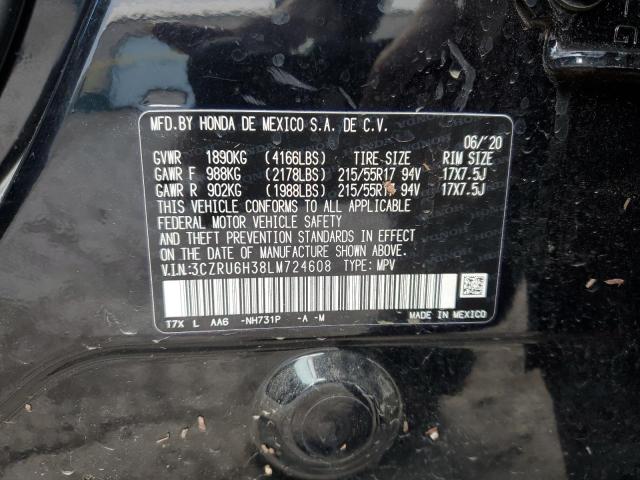 MFD.BY HONDA DE MEXICO S.A. DE C.V.
06/'20
GVWR 1890KG (4166LBS) TIRE SIZE RIM SIZE
GAWR F 988KG (2178LBS) 215/55R17 94V 17X7.5J
GAWR R 902KG (1988LBS) 215/55R17 94V 17X7.5J
THIS VEHICLE CONFORMS TO ALL APPLICABLE
FEDERAL MOTOR VEHICLE SAFETY
AND THEFT PREVENTION STANDARDS IN EFFECT
ON THE DATE OF MANUFACTURE SHOWN ABOVE.
V.I.N:3CZRU6H38LM724608 TYPE: MPV
T7X L AA6 -NH731P -A -M MADE IN MEXICO